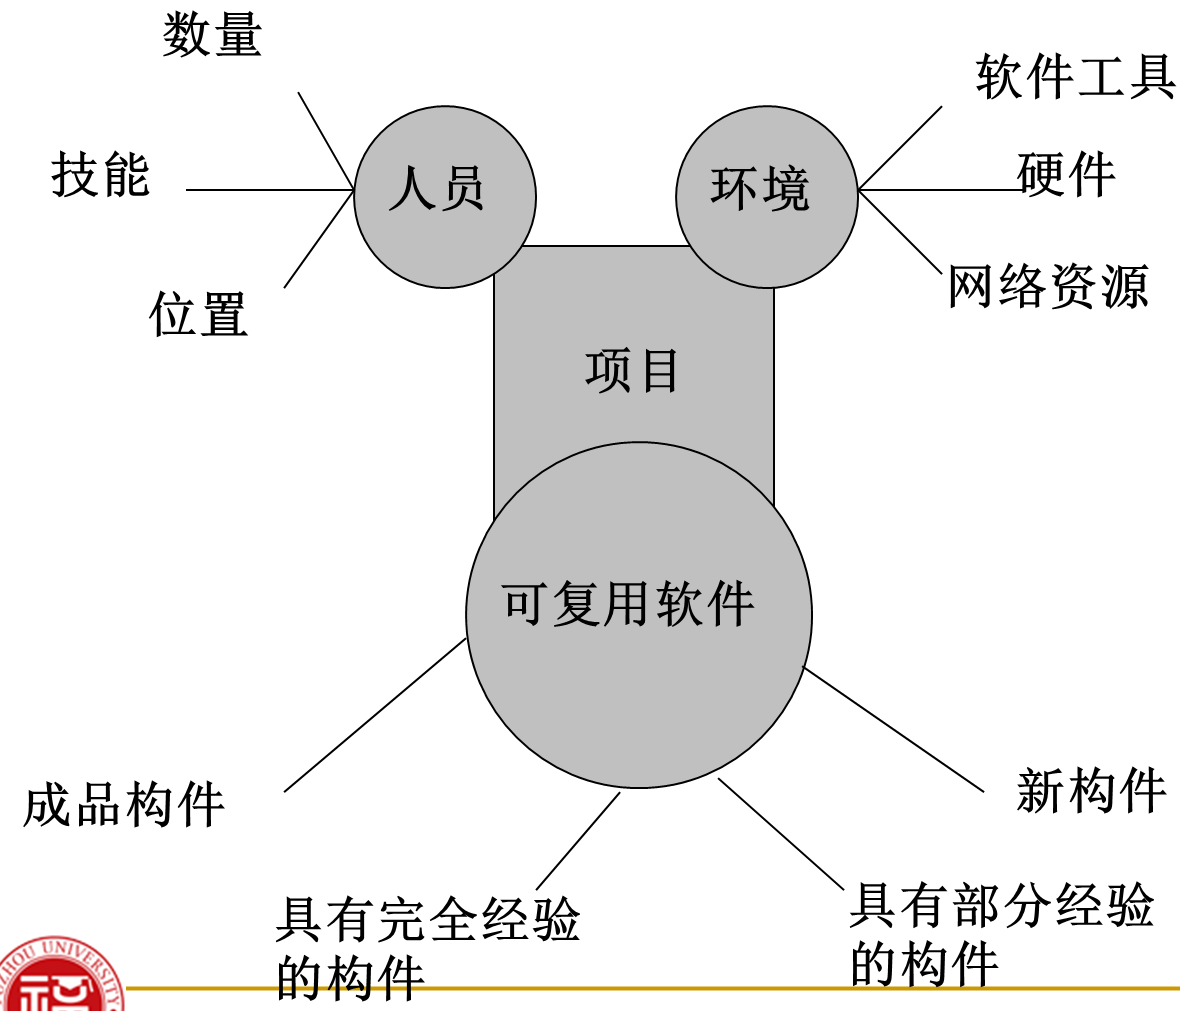 数量
软件工具
技能
人员
环境
硬件
位置
网络资源
项目
可复用软件
成品构件
新构件
具有完全经验
的构件
具有部分经验
的构件
ZHOU UNIVERSITY